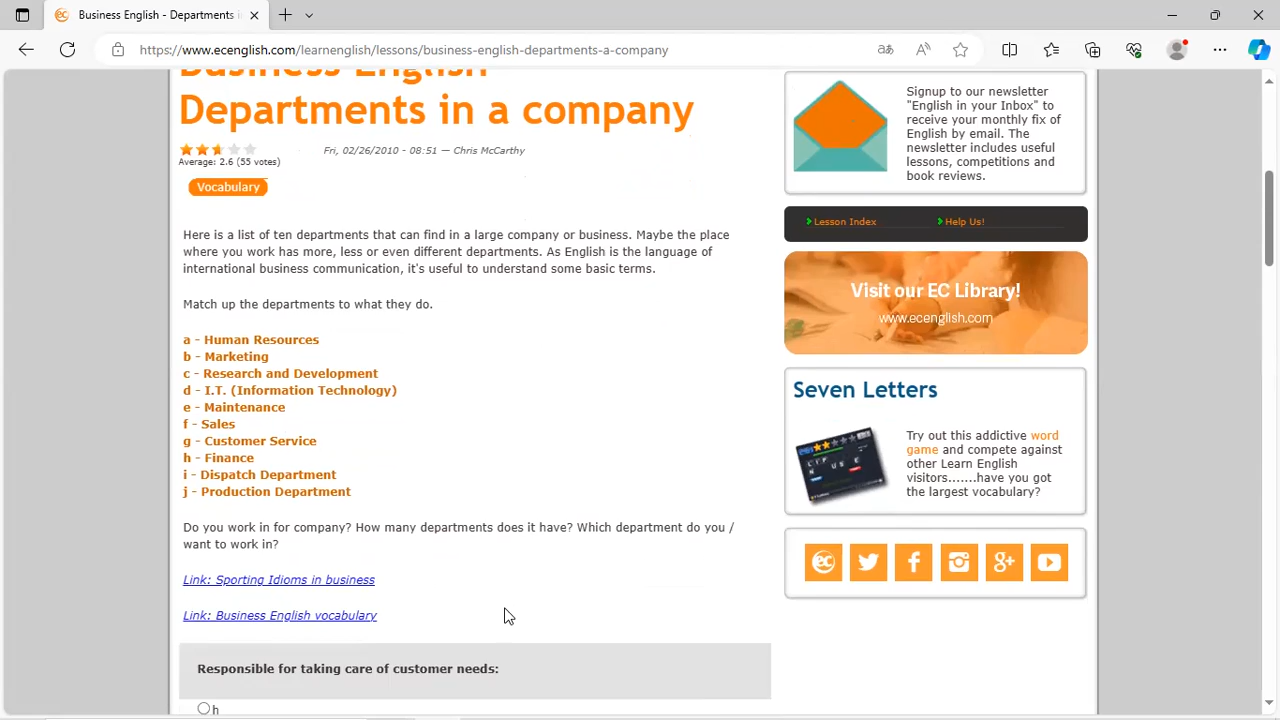 Business English - Departments i
https://www.ecenglish.com/learnenglish/lessons/business-english-departments-a-company
Business English
Departments in a company
Average: 2.6 (55 votes)
Fri, 02/26/2010 - 08:51 — Chris McCarthy
Vocabulary
Here is a list of ten departments that can find in a large company or business. Maybe the place
where you work has more, less or even different departments. As English is the language of
international business communication, it's useful to understand some basic terms.
Match up the departments to what they do.
a - Human Resources
b - Marketing
c - Research and Development
d - I.T. (Information Technology)
e - Maintenance
f - Sales
g - Customer Service
h - Finance
i - Dispatch Department
j - Production Department
Do you work in for company? How many departments does it have? Which department do you /
want to work in?
Link: Sporting Idioms in business
Link: Business English vocabulary
Responsible for taking care of customer needs:
h
Signup to our newsletter
"English in your Inbox" to
receive your monthly fix of
English by email. The
newsletter includes useful
lessons, competitions and
book reviews.
Lesson Index
Help Us!
Visit our EC Library!
www.ecenglish.com
Seven Letters
Try out this addictive word
game and compete against
other Learn English
visitors.......have you got
the largest vocabulary?
ec